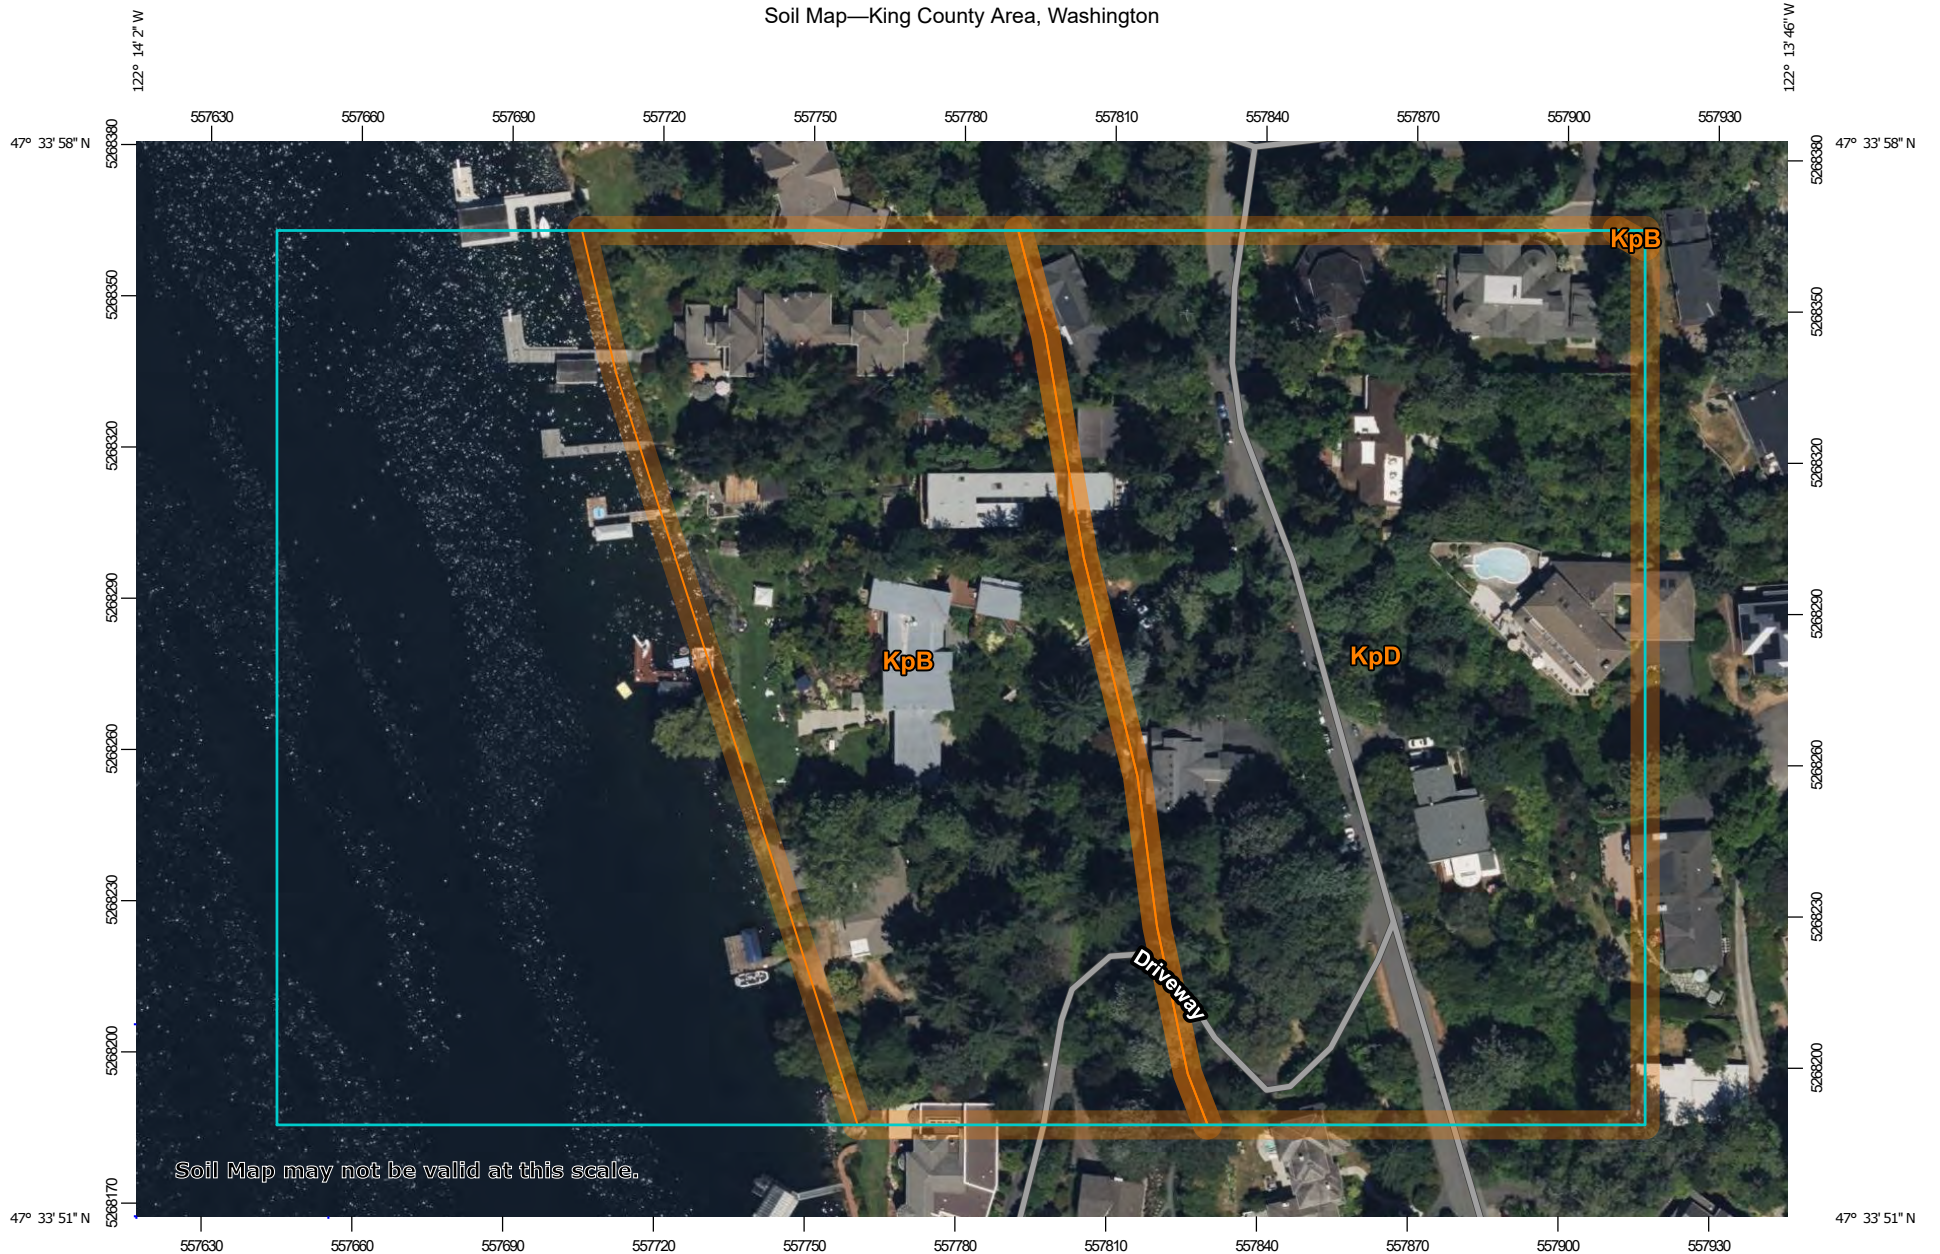 Soil Map—King County Area, Washington
122° 14' 2" W
122° 13' 46" W
557630 557660 557690 557720 557750 557780 557810 557840 557870 557900 557930
47° 33' 58" N
47° 33' 58" N
5268380
5268380
KpB
5268350
5268350
5268320
5268320
5268290
5268290
KpB
KpD
5268260
5268260
5268230
5268230
Driveway
5268200
5268200
Soil Map may not be valid at this scale.
5268170
47° 33' 51" N
47° 33' 51" N
557630 557660 557690 557720 557750 557780 557810 557840 557870 557900 557930